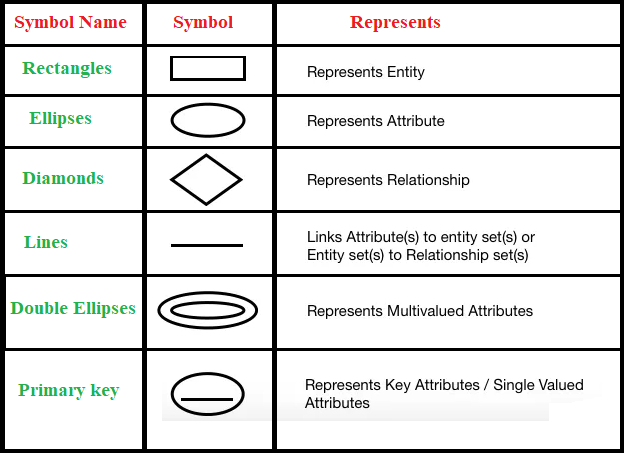 Symbol Name Symbol Represents
Rectangles Represents Entity
Ellipses Represents Attribute
Diamonds Represents Relationship
Lines Links Attribute(s) to entity set(s) or
Entity set(s) to Relationship set(s)
Double Ellipses Represents Multivalued Attributes
Primary key Represents Key Attributes / Single Valued
Attributes